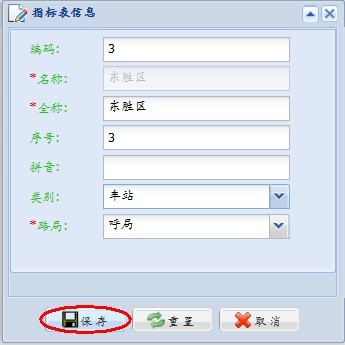 指标表信息
编码: 3
*名称: 东胜区
*全称: 东胜区
序号: 3
拼音:
类别: 车站
*路局: 呼局
保存 重置 取消